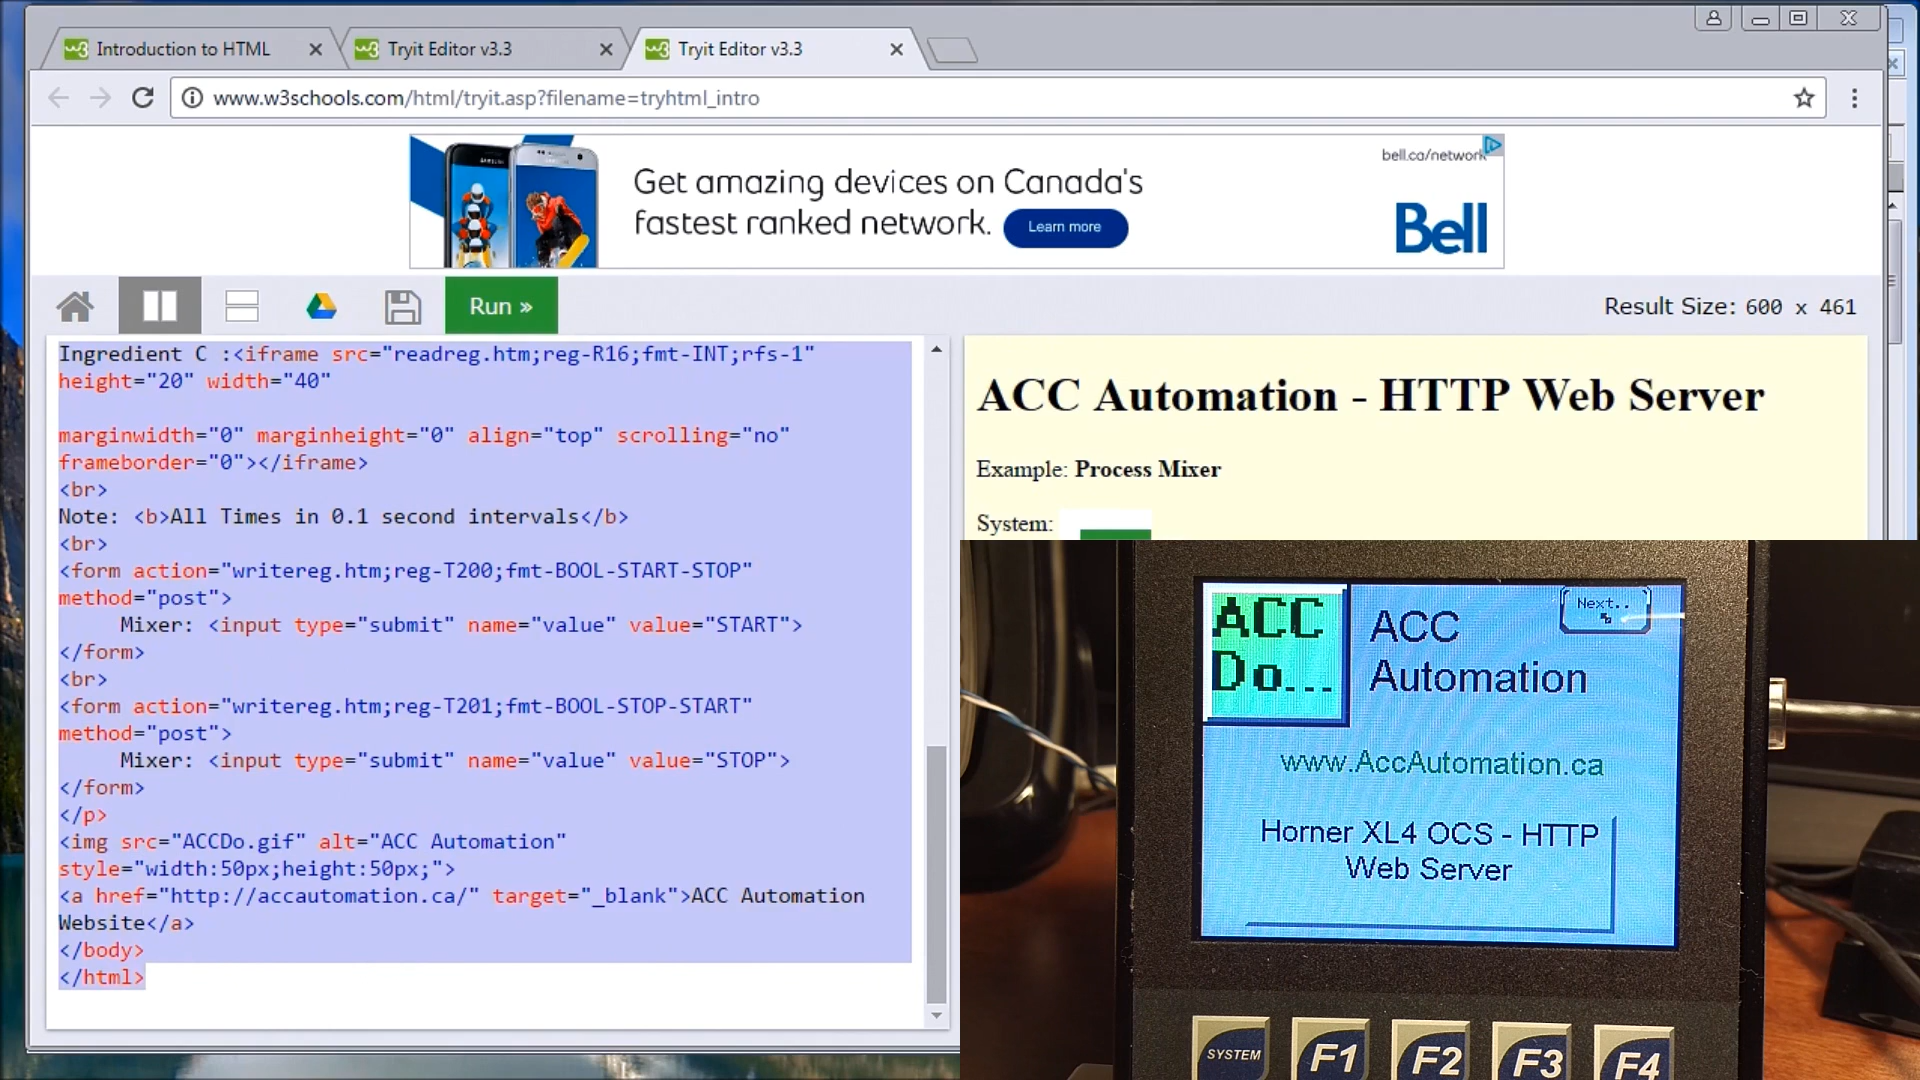 Introduction to HTML
Tryit Editor v3.3
Tryit Editor v3.3
www.w3schools.com/html/tryit.asp?filename=tryhtml_intro
SAMSUNG
Get amazing devices on Canada's
fastest ranked network.
Learn more
bell.ca/network
Bell
Run »
Result Size: 600 x 461
Ingredient C :<iframe src="readreg.htm;reg-R16;fmt-INT;rfs-1"
height="20" width="40"
marginwidth="0" marginheight="0" align="top" scrolling="no"
frameborder="0"></iframe>
<br>
Note: <b>All Times in 0.1 second intervals</b>
<br>
<form action="writereg.htm;reg-T200;fmt-BOOL-START-STOP"
method="post">
Mixer: <input type="submit" name="value" value="START">
</form>
<br>
<form action="writereg.htm;reg-T201;fmt-BOOL-STOP-START"
method="post">
Mixer: <input type="submit" name="value" value="STOP">
</form>
</p>
<img src="ACCDo.gif" alt="ACC Automation"
style="width:50px;height:50px;">
<a href="http://accautomation.ca/" target="_blank">ACC Automation
Website</a>
</body>
</html>
ACC Automation - HTTP Web Server
Example: Process Mixer
System:
ACC
Do...
ACC
Automation
Next..
www.AccAutomation.ca
Horner XL4 OCS - HTTP
Web Server
SYSTEM
F1
F2
F3
F4